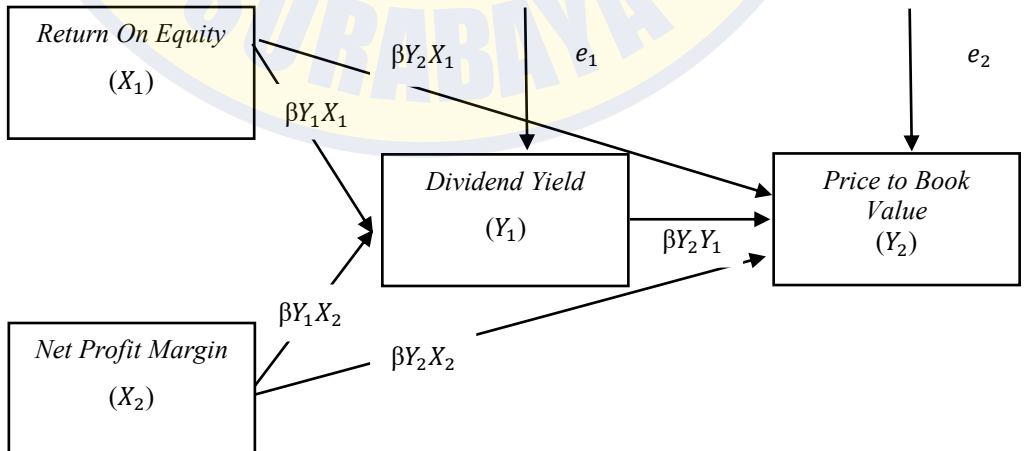 Return On Equity
(X₁)
SURABAYA
e₁
e₂
βY₂X₁
βY₁X₁
Dividend Yield
(Y₁)
Price to Book
Value
(Y₂)
βY₂Y₁
βY₁X₂
Net Profit Margin
(X₂)
βY₂X₂